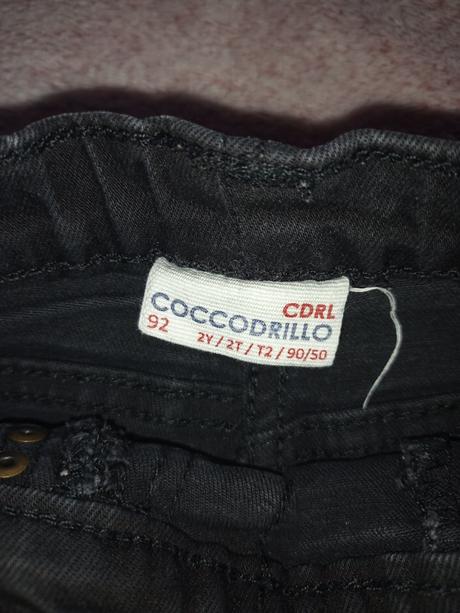 CDRL
COCCODRILLO
92 2Y / 2T / T2 / 90/50